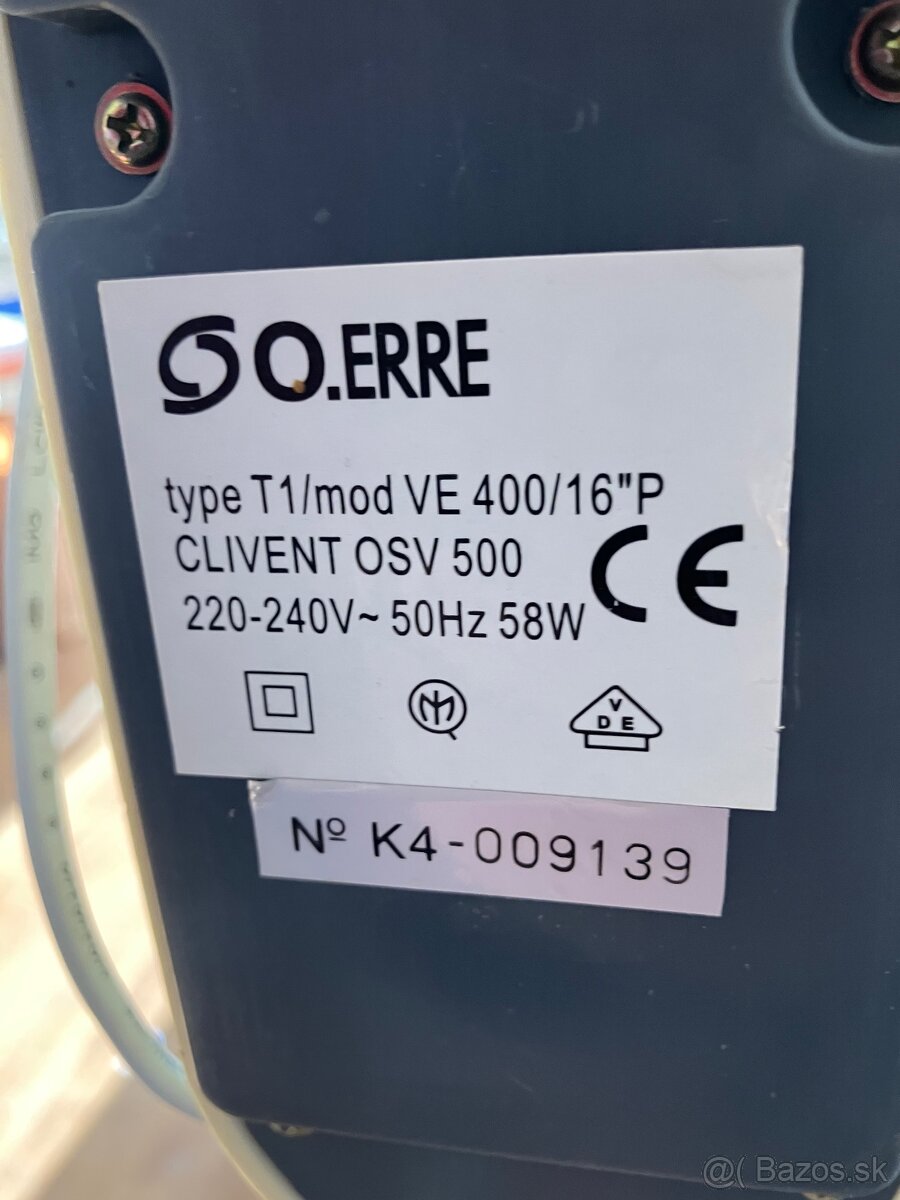 O.ERRE
type T1/mod VE 400/16"P
CLIVENT OSV 500
220-240V~ 50Hz 58W
CE
V
D E
Nº K4-009139
@( Bazos.sk